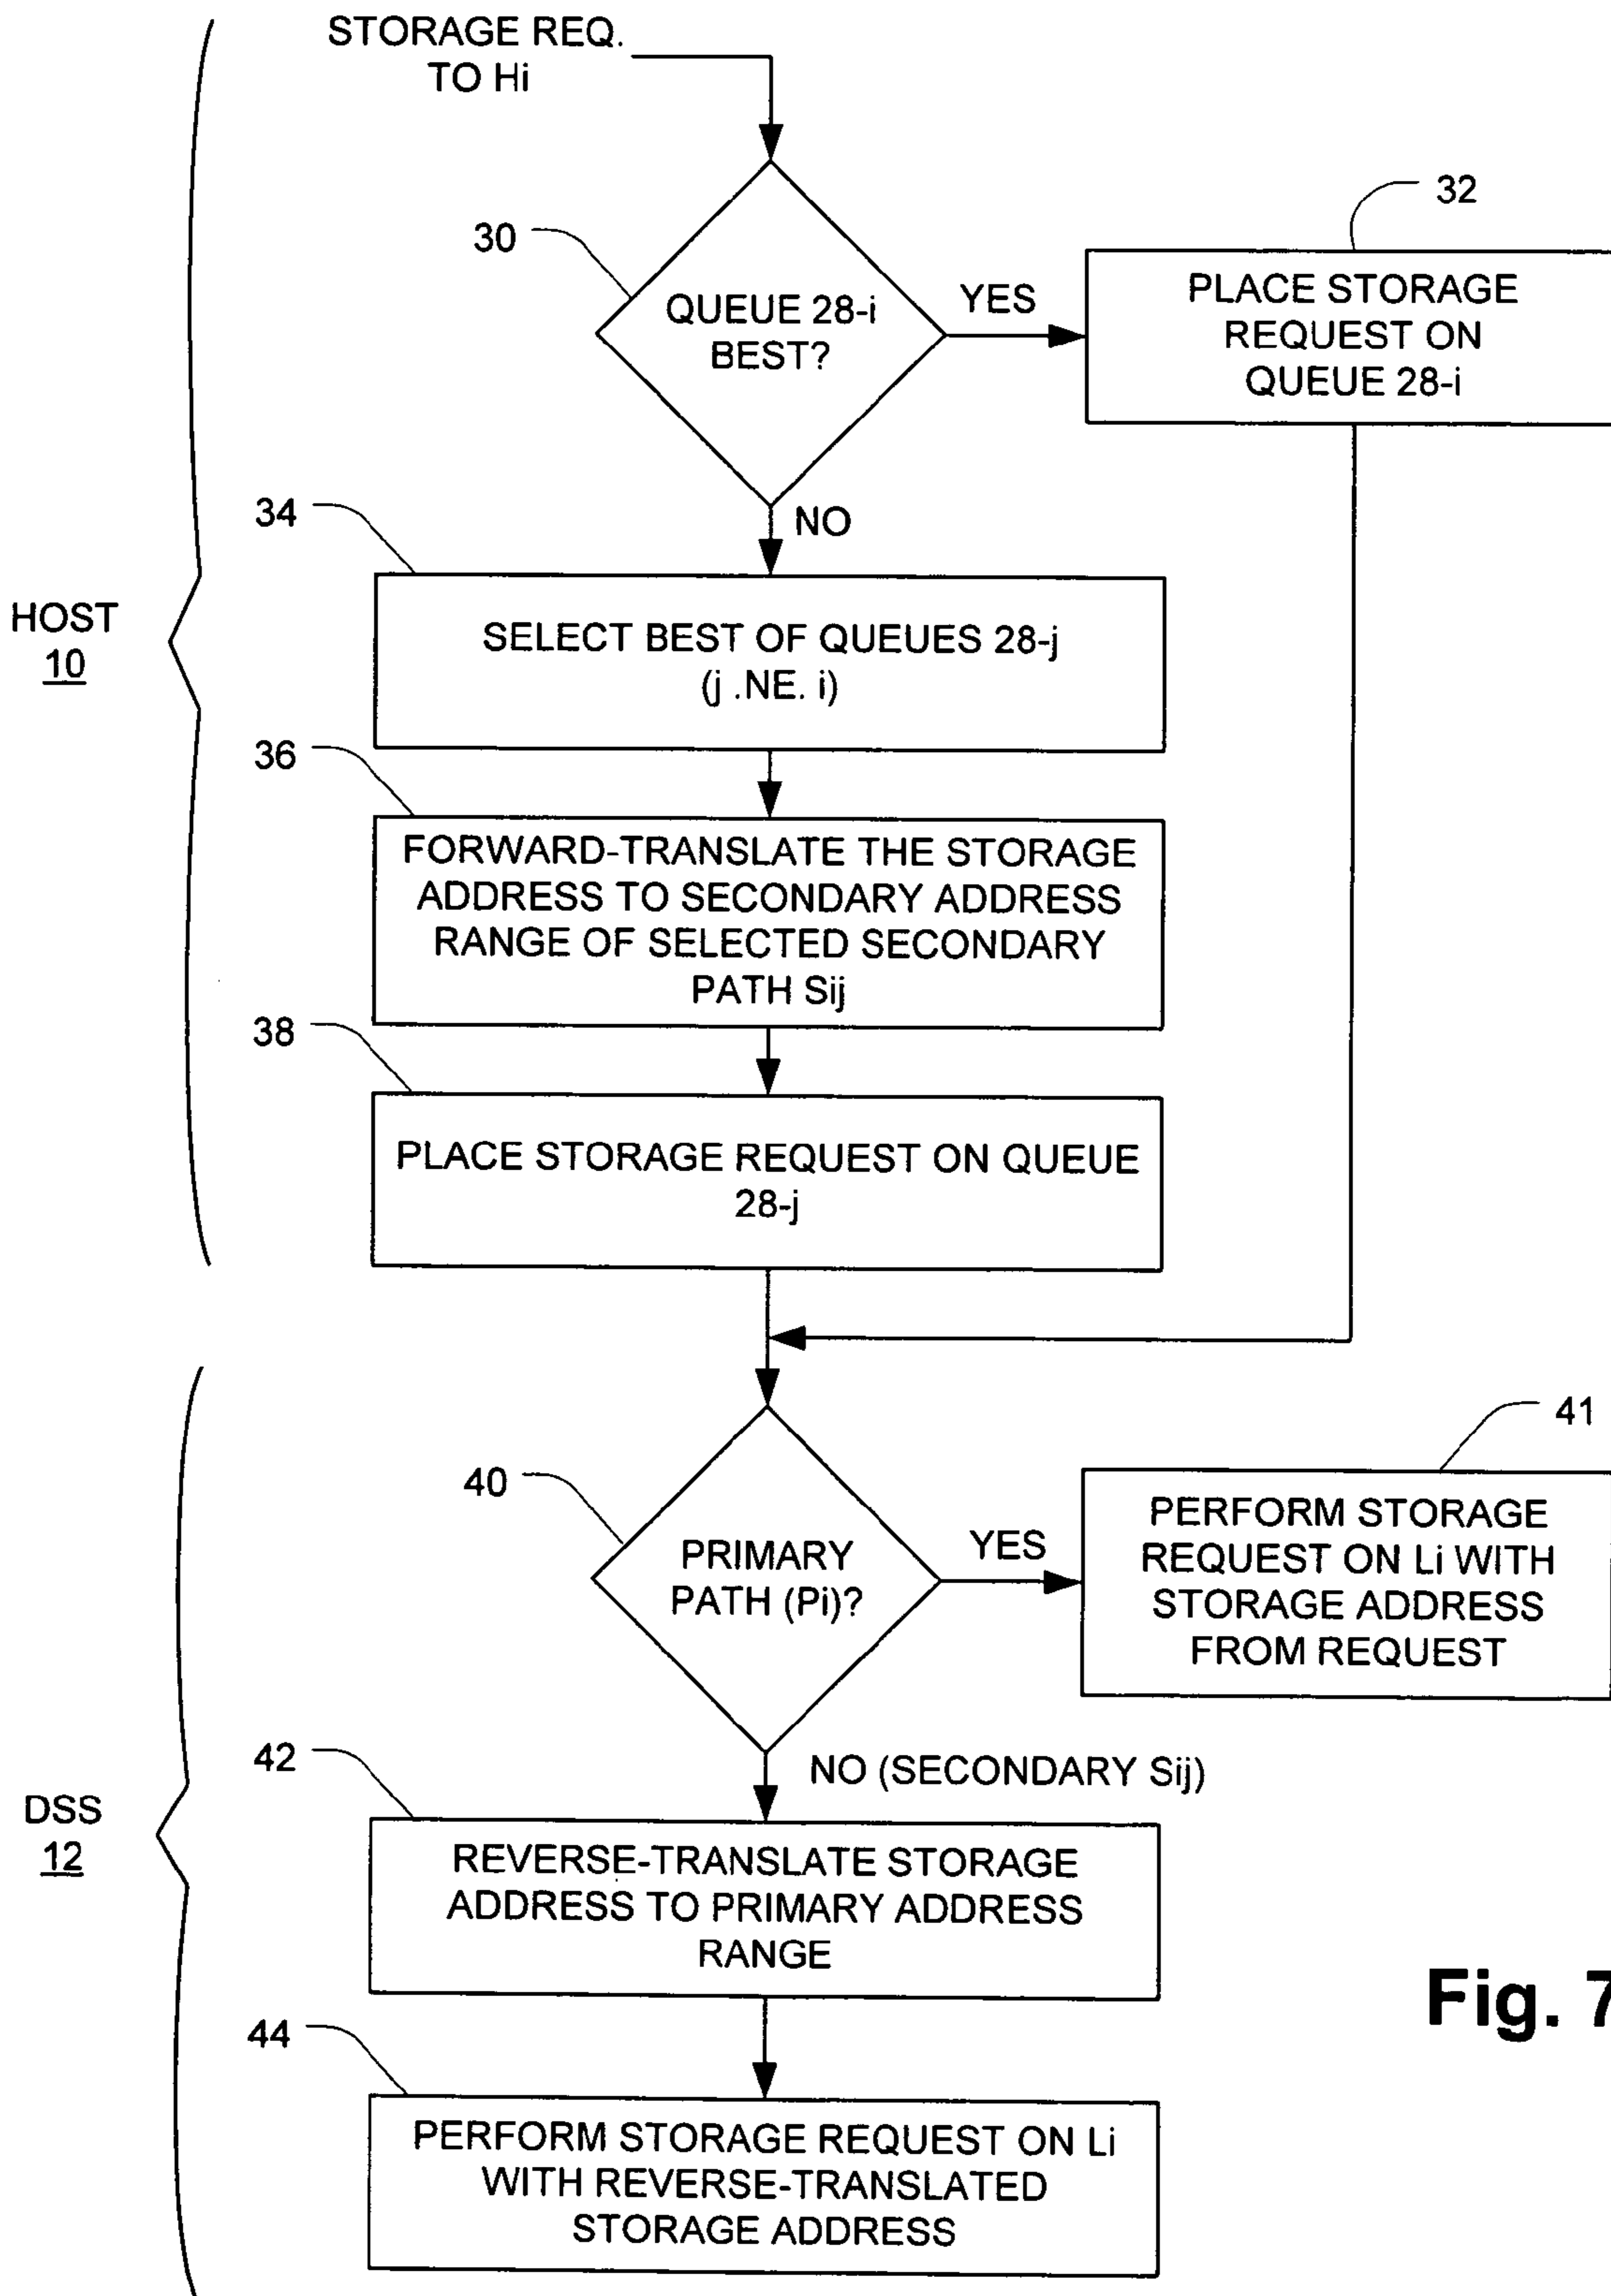 STORAGE REQ.
TO Hi
30
QUEUE 28-i
BEST?
YES
32
PLACE STORAGE
REQUEST ON
QUEUE 28-i
NO
34
SELECT BEST OF QUEUES 28-j
(j .NE. i)
HOST
10
36
FORWARD-TRANSLATE THE STORAGE
ADDRESS TO SECONDARY ADDRESS
RANGE OF SELECTED SECONDARY
PATH Sij
38
PLACE STORAGE REQUEST ON QUEUE
28-j
40
PRIMARY
PATH (Pi)?
YES
41
PERFORM STORAGE
REQUEST ON Li WITH
STORAGE ADDRESS
FROM REQUEST
NO (SECONDARY Sij)
42
REVERSE-TRANSLATE STORAGE
ADDRESS TO PRIMARY ADDRESS
RANGE
DSS
12
44
PERFORM STORAGE REQUEST ON Li
WITH REVERSE-TRANSLATED
STORAGE ADDRESS
Fig. 7